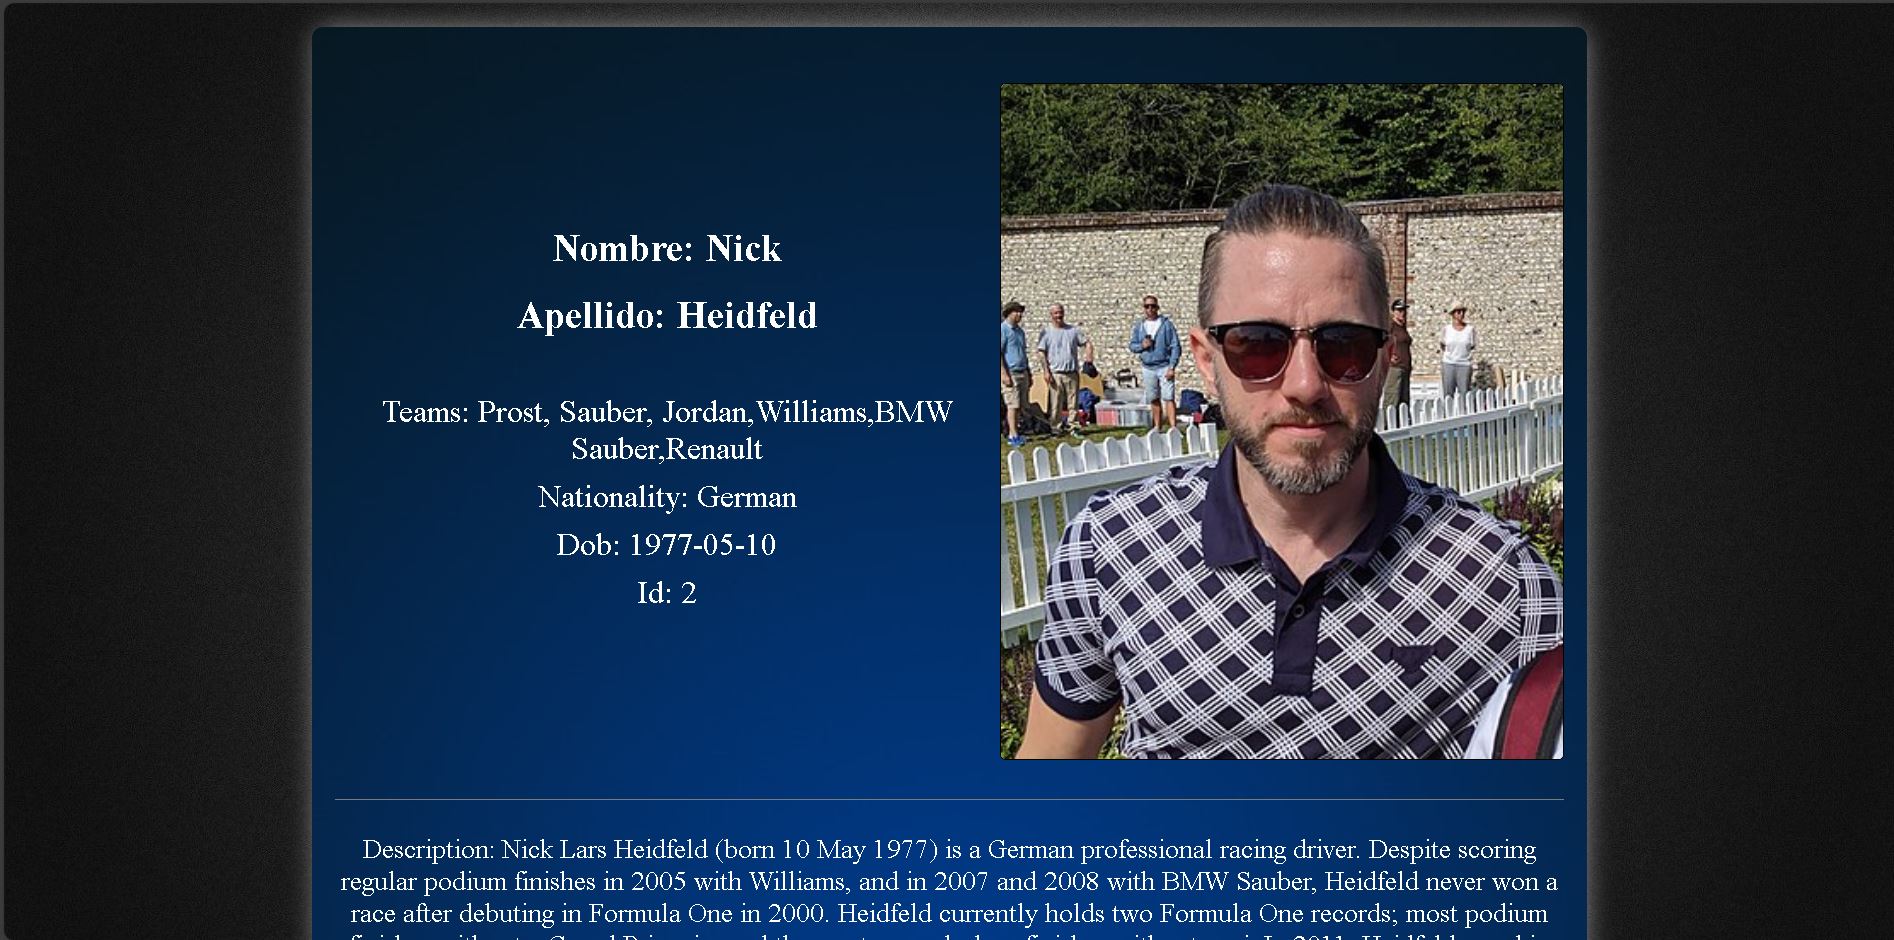 Nombre: Nick
Apellido: Heidfeld
Teams: Prost, Sauber, Jordan,Williams,BMW
Sauber,Renault
Nationality: German
Dob: 1977-05-10
Id: 2
Description: Nick Lars Heidfeld (born 10 May 1977) is a German professional racing driver. Despite scoring
regular podium finishes in 2005 with Williams, and in 2007 and 2008 with BMW Sauber, Heidfeld never won a
race after debuting in Formula One in 2000. Heidfeld currently holds two Formula One records; most podium